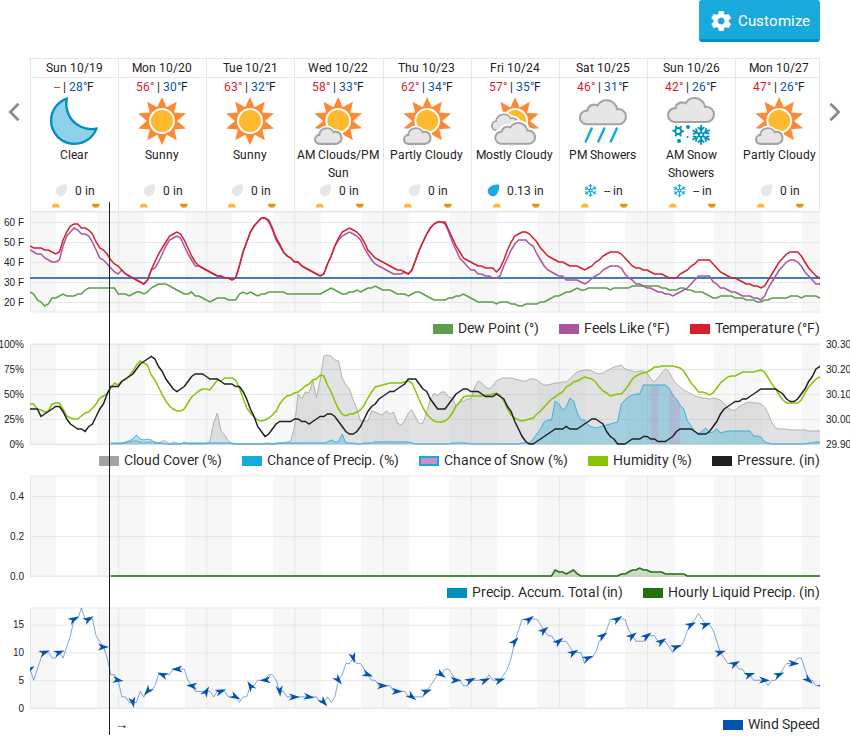 Customize
Sun 10/19 Mon 10/20 Tue 10/21 Wed 10/22 Thu 10/23 Fri 10/24 Sat 10/25 Sun 10/26 Mon 10/27
-- | 28°F 56° | 30°F 63° | 32°F 58° | 33°F 62° | 34°F 57° | 35°F 46° | 31°F 42° | 26°F 47° | 26°F
Clear Sunny Sunny AM Clouds/PM Sun Partly Cloudy Mostly Cloudy PM Showers AM Snow Showers Partly Cloudy
0 in 0 in 0 in 0 in 0 in 0.13 in -- in -- in 0 in
60 F
50 F
40 F
30 F
20 F
Dew Point (°) Feels Like (°F) Temperature (°F)
100% 30.30
75% 30.20
50% 30.10
25% 30.00
0% 29.90
Cloud Cover (%) Chance of Precip. (%) Chance of Snow (%) Humidity (%) Pressure. (in)
0.4
0.2
0.0
Precip. Accum. Total (in) Hourly Liquid Precip. (in)
15
10
5
0
→
Wind Speed